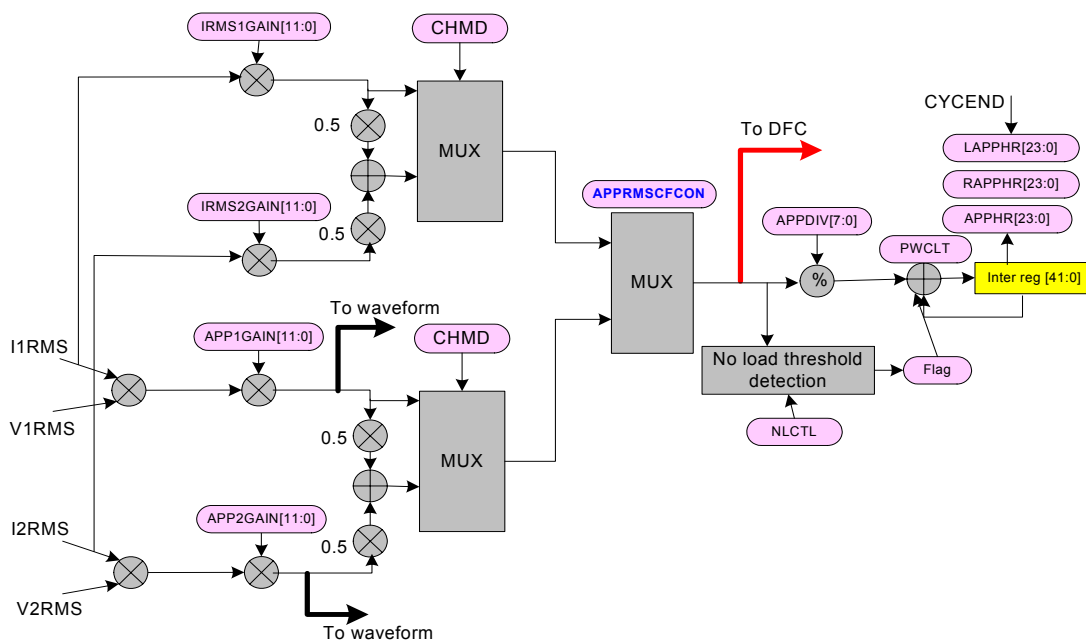 IRMS1GAIN[11:0]
CHMD
0.5
MUX
IRMS2GAIN[11:0]
0.5
To waveform
I1RMS
APP1GAIN[11:0]
CHMD
V1RMS
0.5
MUX
I2RMS
APP2GAIN[11:0]
0.5
V2RMS
To waveform
APPRMSCFCON
MUX
To DFC
CYCEND
LAPPHR[23:0]
RAPPHR[23:0]
APPHR[23:0]
APPDIV[7:0]
PWCLT
%
Inter reg [41:0]
No load threshold
detection
Flag
NLCTL